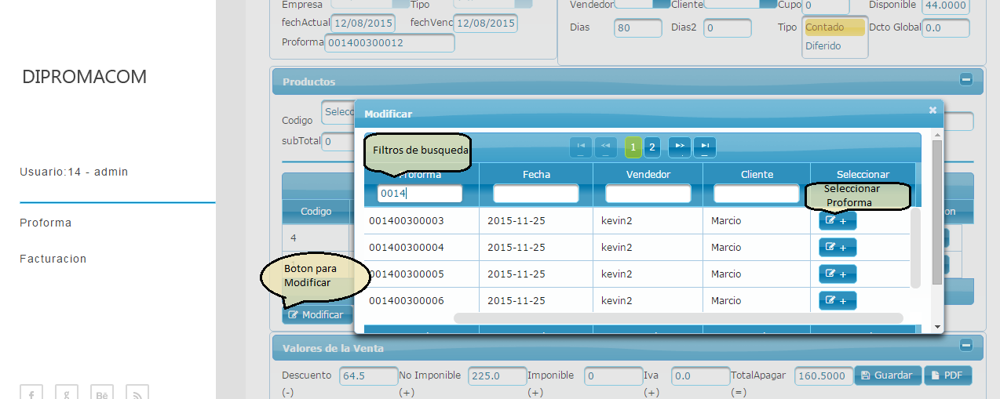 Empresa Tipo Vendedor Cliente Cupo 0 Disponible 44.0000
fechActual 12/08/2015 fechVenc 12/08/2015
Dias 80 Dias2 0 Tipo Contado Dcto Global 0.0
Diferido
Proforma 001400300012
DIPROMACOM
Productos
Codigo Selecc
subTotal 0
Modificar
Filtros de busqueda
1 2
Proforma Fecha Vendedor Cliente Seleccionar
0014
Seleccionar
Proforma
Usuario:14 - admin
Codigo
on
001400300003 2015-11-25 kevin2 Marcio +
Proforma
4
001400300004 2015-11-25 kevin2 Marcio +
Facturacion
Boton para
Modificar
001400300005 2015-11-25 kevin2 Marcio +
001400300006 2015-11-25 kevin2 Marcio +
Modificar
Valores de la Venta
Descuento 64.5 No Imponible 225.0 Imponible 0 Iva 0.0 TotalApagar 160.5000 Guardar PDF
(-) (+) (+) (+) (=)
f g Bē